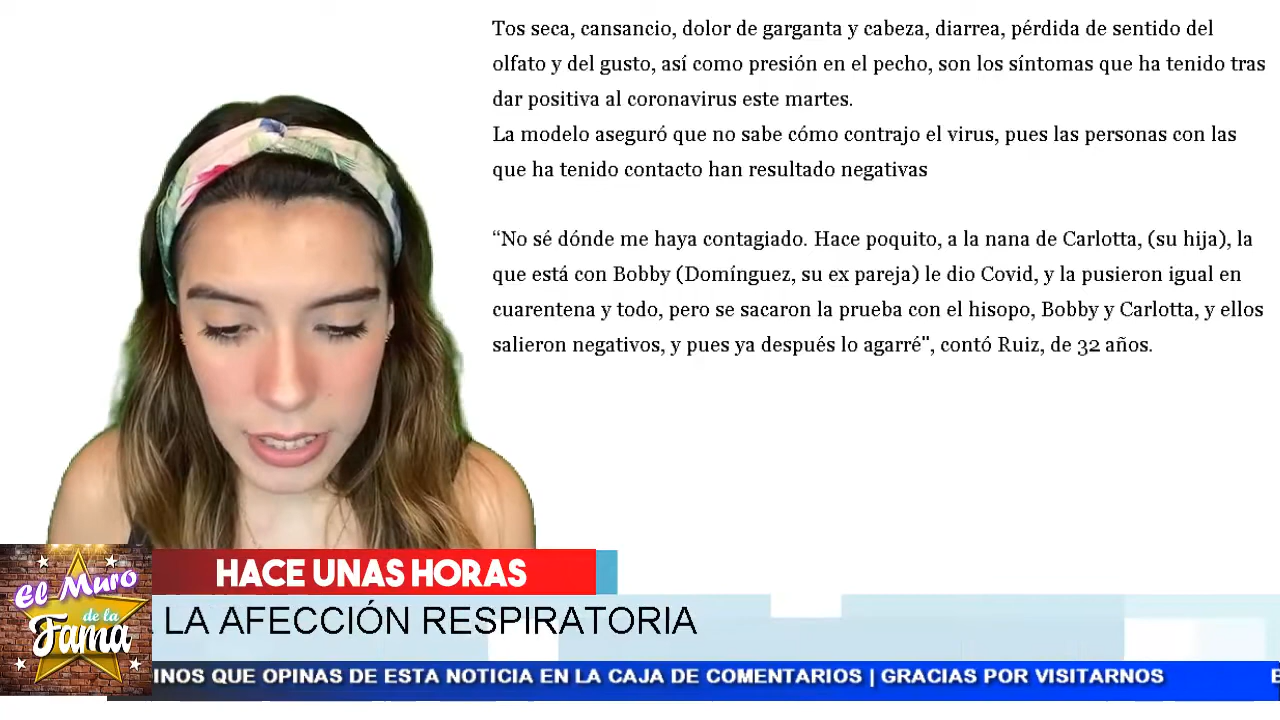 Tos seca, cansancio, dolor de garganta y cabeza, diarrea, pérdida de sentido del
olfato y del gusto, así como presión en el pecho, son los síntomas que ha tenido tras
dar positiva al coronavirus este martes.
La modelo aseguró que no sabe cómo contrajo el virus, pues las personas con las
que ha tenido contacto han resultado negativas
“No sé dónde me haya contagiado. Hace poquito, a la nana de Carlotta, (su hija), la
que está con Bobby (Domínguez, su ex pareja) le dio Covid, y la pusieron igual en
cuarentena y todo, pero se sacaron la prueba con el hisopo, Bobby y Carlotta, y ellos
salieron negativos, y pues ya después lo agarré", contó Ruiz, de 32 años.
HACE UNAS HORAS
LA AFECCIÓN RESPIRATORIA
El Muro
de la
Fama
INOS QUE OPINAS DE ESTA NOTICIA EN LA CAJA DE COMENTARIOS | GRACIAS POR VISITARNOS